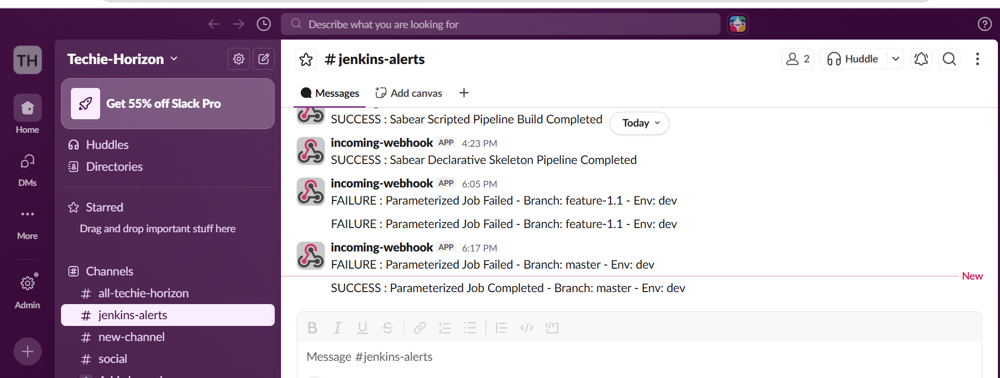 Describe what you are looking for
TH
Techie-Horizon
Get 55% off Slack Pro
Home
Huddles
Directories
DMs
Starred
Drag and drop important stuff here
More
Channels
all-techie-horizon
Admin
jenkins-alerts
new-channel
social
# jenkins-alerts
2
Huddle
Messages
Add canvas
SUCCESS : Sabear Scripted Pipeline Build Completed
Today
incoming-webhook APP 4:23 PM
SUCCESS : Sabear Declarative Skeleton Pipeline Completed
incoming-webhook APP 6:05 PM
FAILURE : Parameterized Job Failed - Branch: feature-1.1 - Env: dev
FAILURE : Parameterized Job Failed - Branch: feature-1.1 - Env: dev
incoming-webhook APP 6:17 PM
FAILURE : Parameterized Job Failed - Branch: master - Env: dev
New
SUCCESS : Parameterized Job Completed - Branch: master - Env: dev
Message #jenkins-alerts